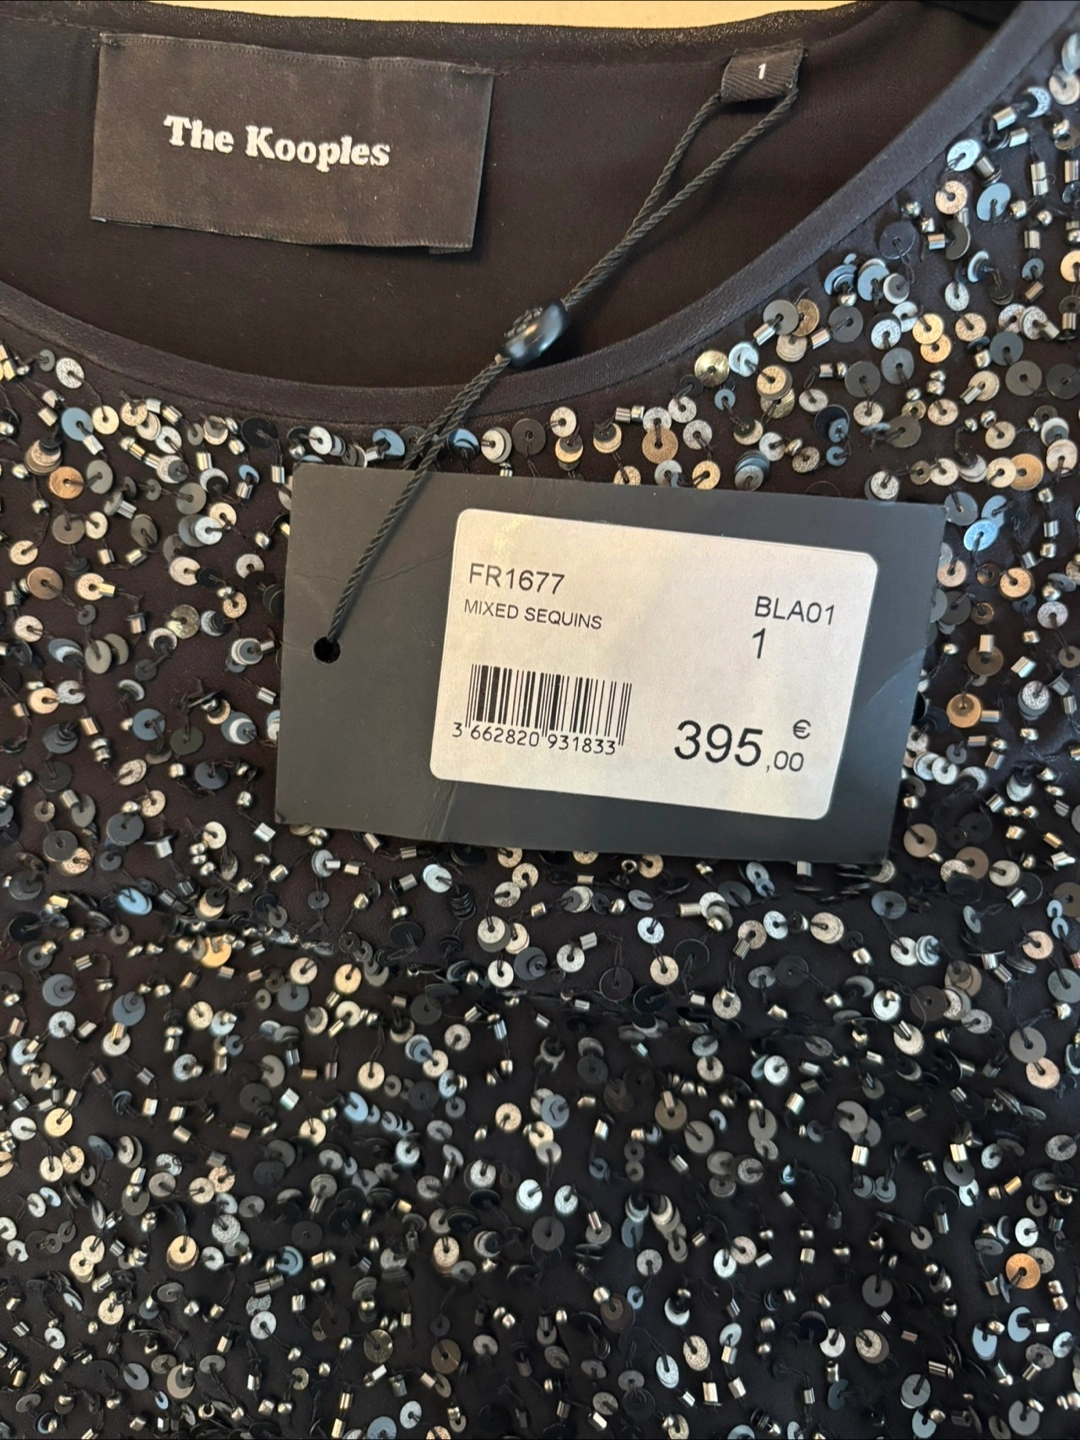 The Kooples
1
FR1677
MIXED SEQUINS
BLA01
1
3 662820 931833
395,00 €